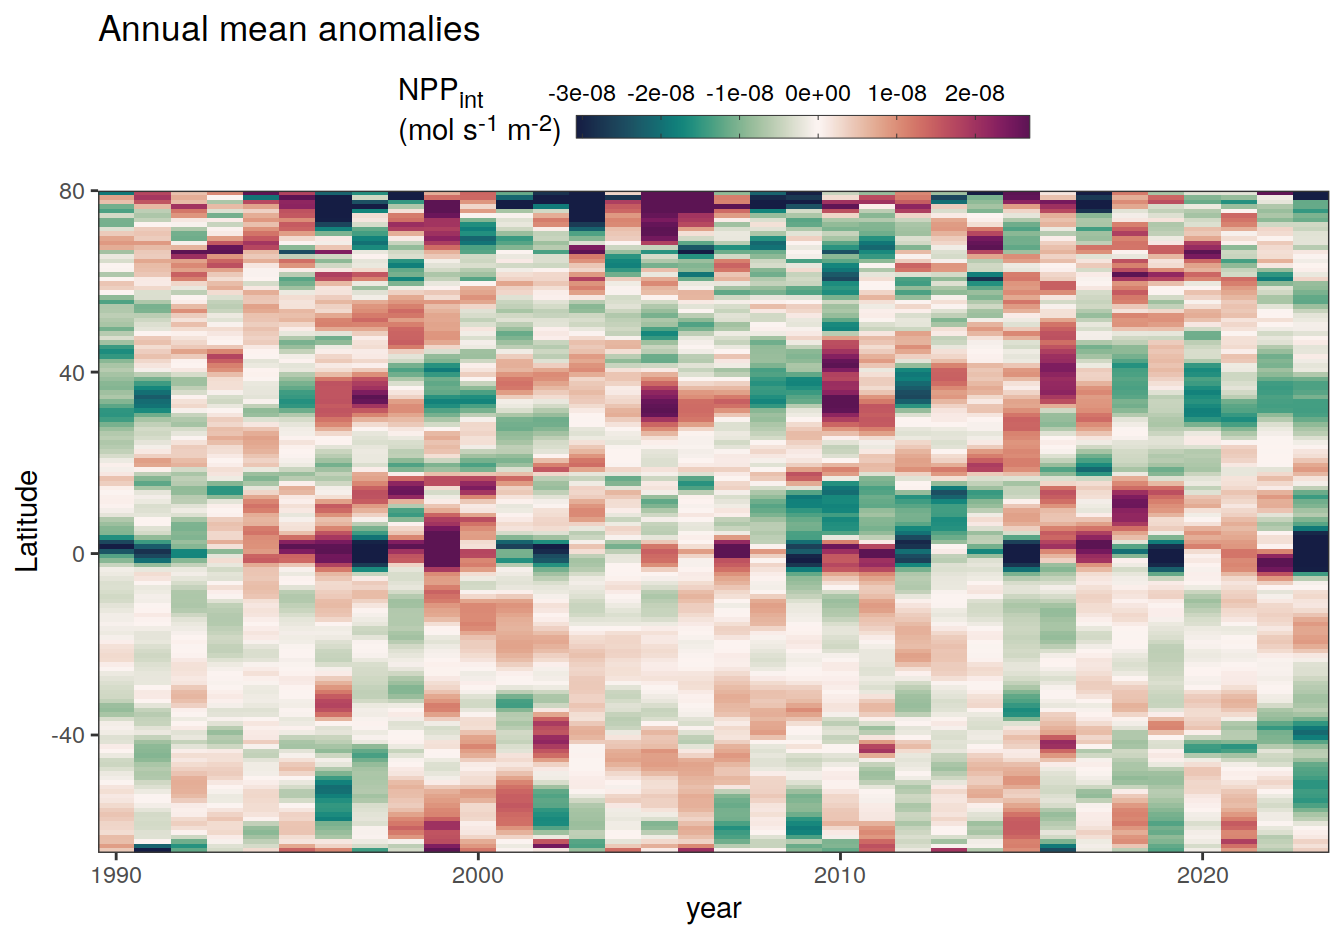 Annual mean anomalies
NPPint
(mol s-1 m-2)
-3e-08 -2e-08 -1e-08 0e+00 1e-08 2e-08
80
40
0
-40
Latitude
1990 2000 2010 2020
year